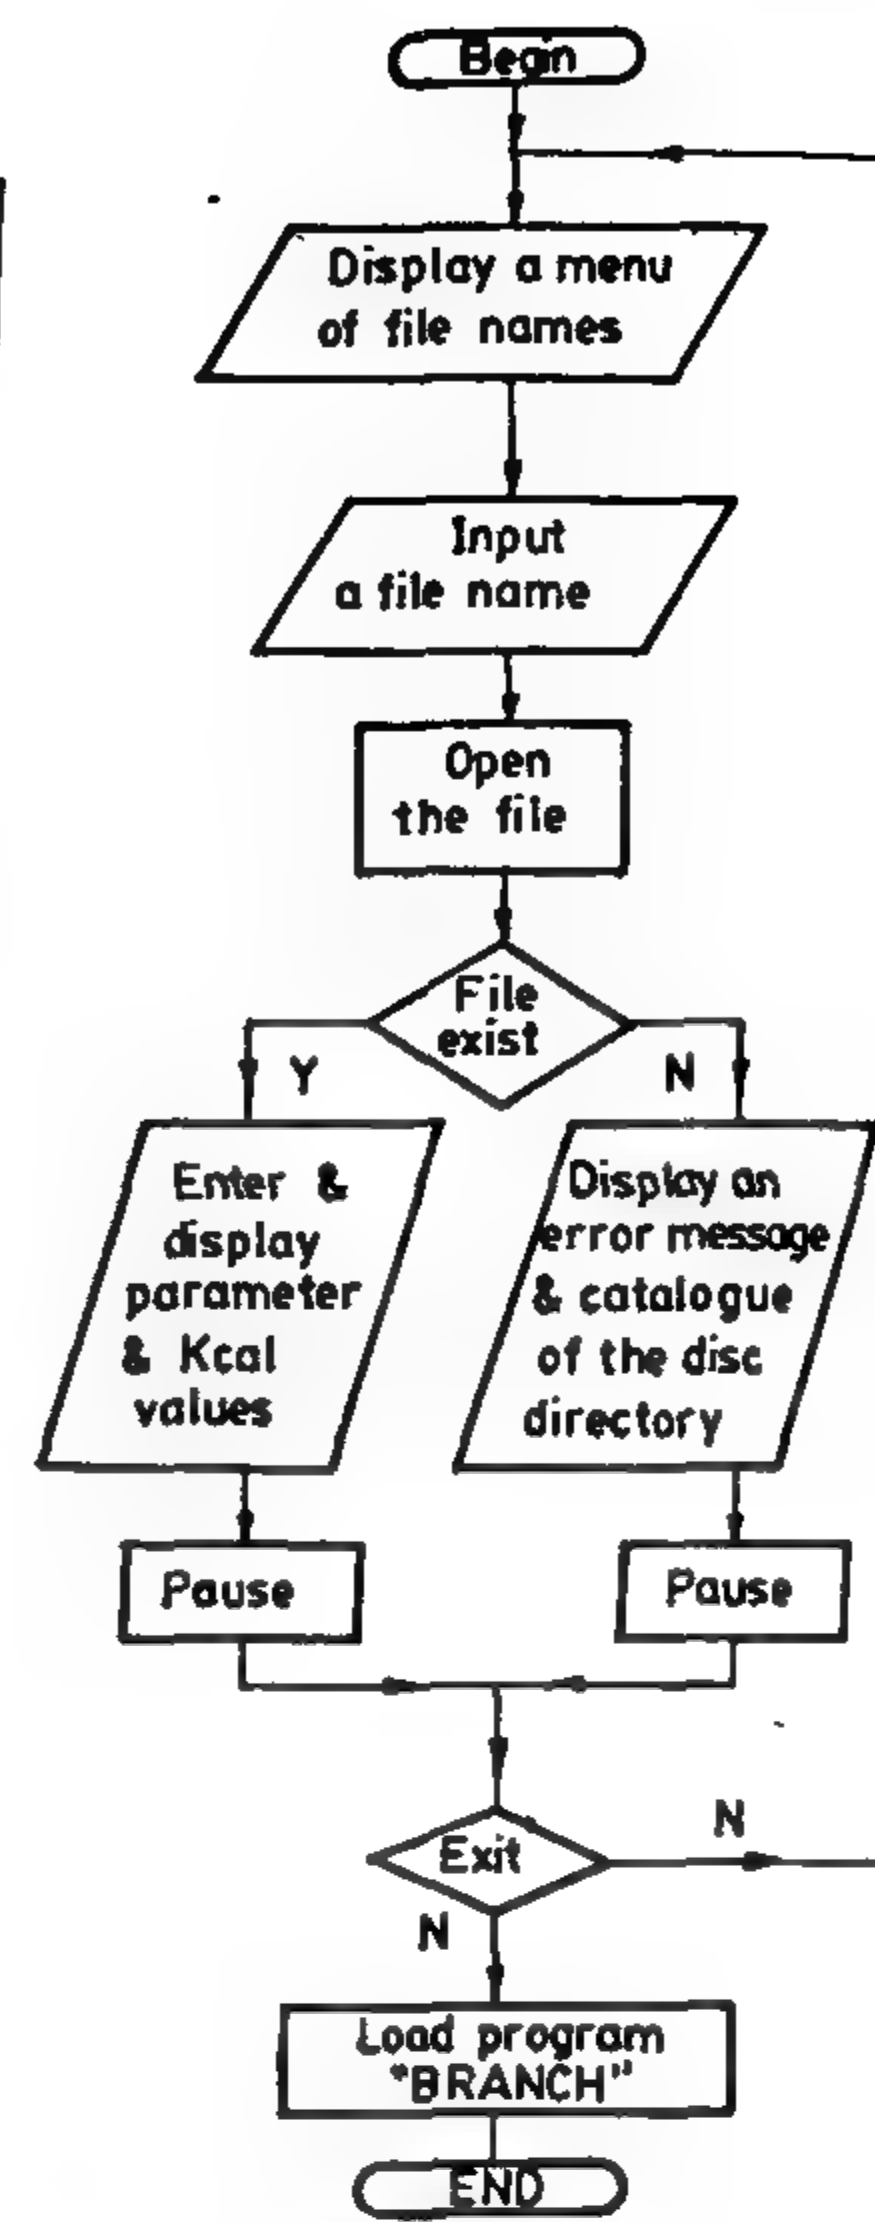 Begin
Display a menu
of file names
Input
a file name
Open
the file
File
exist
Y
N
Enter &
display
parameter
& Kcal
values
Display an
error message
& catalogue
of the disc
directory
Pause
Pause
Exit
N
N
Load program
"BRANCH"
END